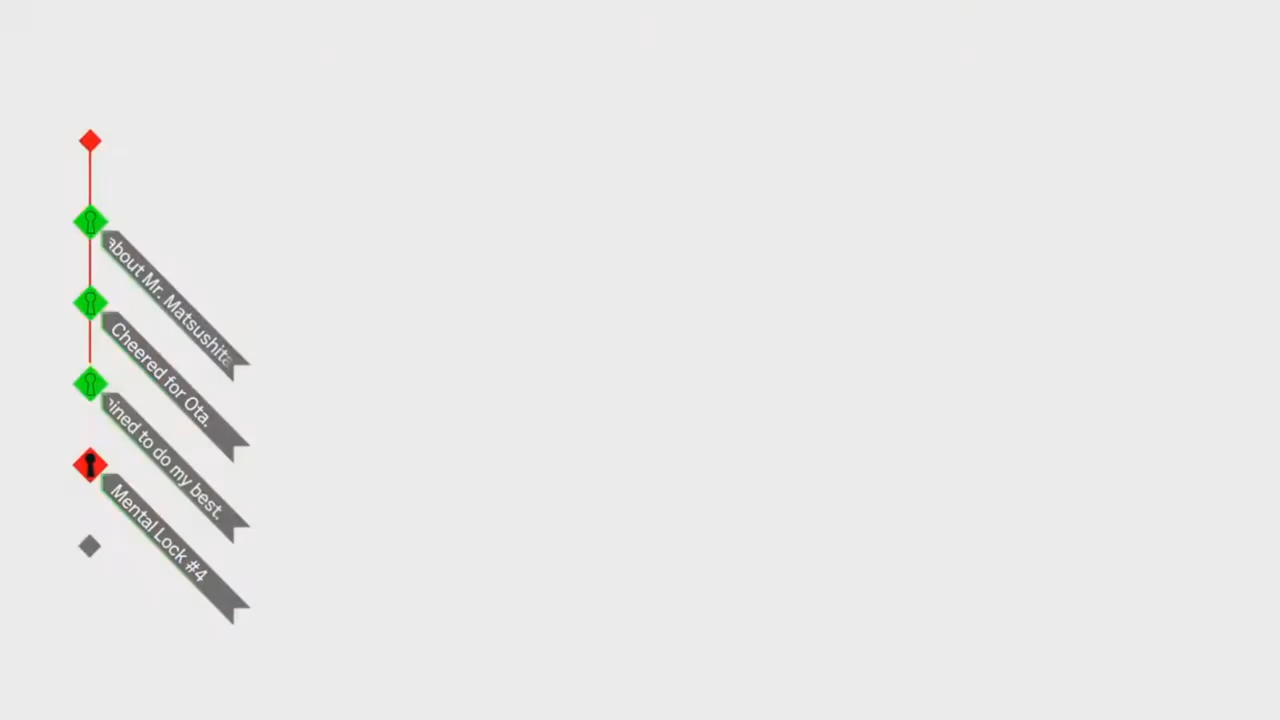 about Mr. Matsushita
Cheered for Ota.
ined to do my best.
Mental Lock #4